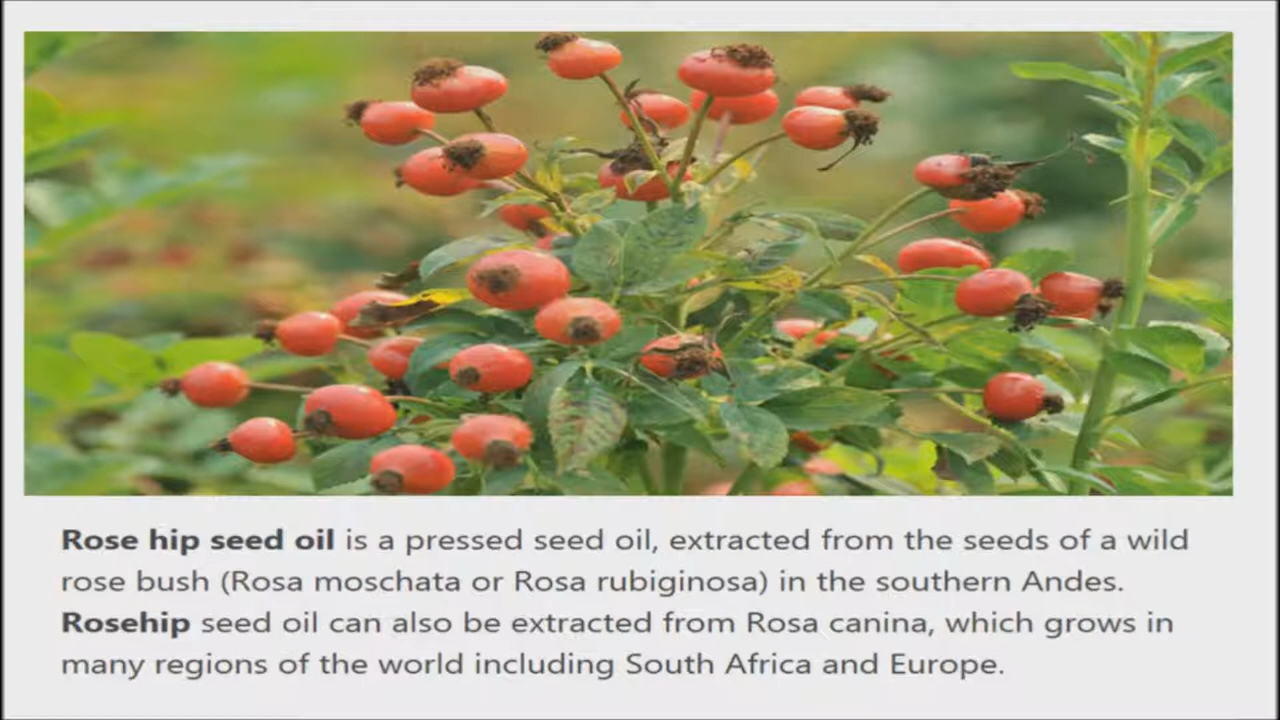 Rose hip seed oil is a pressed seed oil, extracted from the seeds of a wild
rose bush (Rosa moschata or Rosa rubiginosa) in the southern Andes.
Rosehip seed oil can also be extracted from Rosa canina, which grows in
many regions of the world including South Africa and Europe.